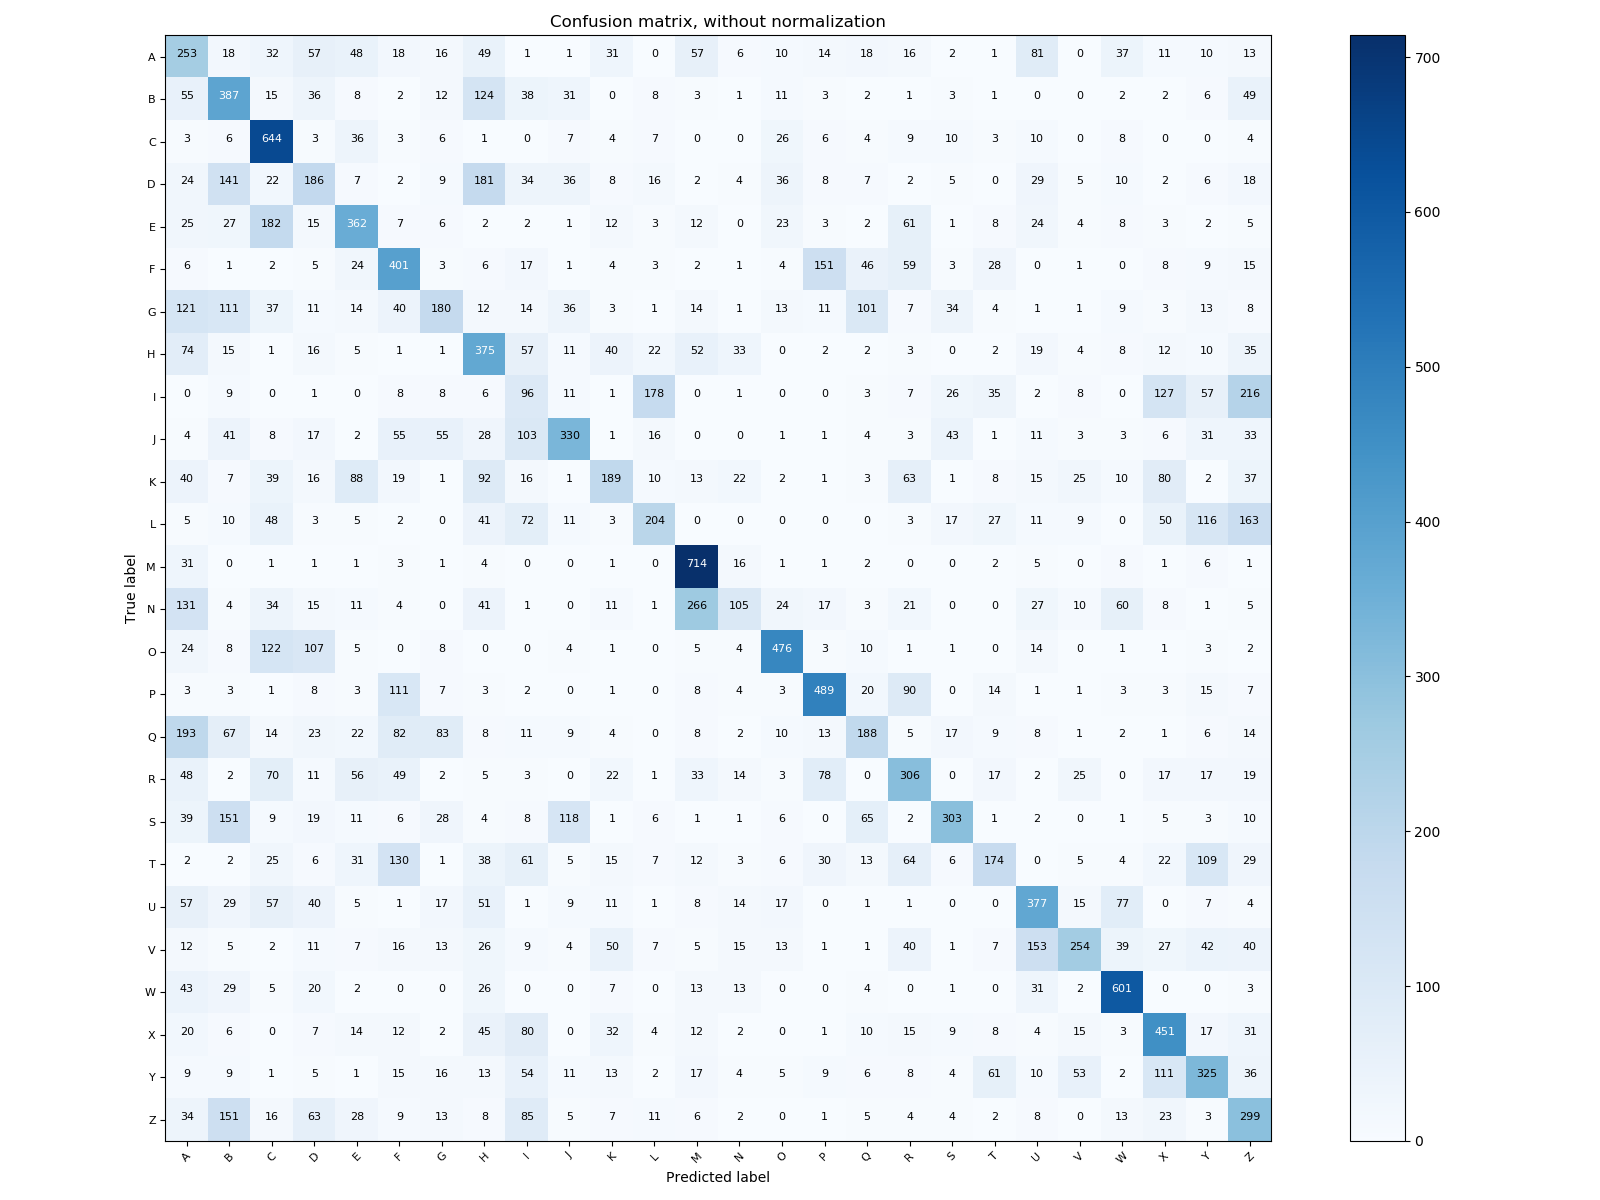 Confusion matrix, without normalization
A 253 18 32 57 48 18 16 49 1 1 31 0 57 6 10 14 18 16 2 1 81 0 37 11 10 13
B 55 387 15 36 8 2 12 124 38 31 0 8 3 1 11 3 2 1 3 1 0 0 2 2 6 49
C 3 6 644 3 36 3 6 1 0 7 4 7 0 0 26 6 4 9 10 3 10 0 8 0 0 4
D 24 141 22 186 7 2 9 181 34 36 8 16 2 4 36 8 7 2 5 0 29 5 10 2 6 18
E 25 27 182 15 362 7 6 2 2 1 12 3 12 0 23 3 2 61 1 8 24 4 8 3 2 5
F 6 1 2 5 24 401 3 6 17 1 4 3 2 1 4 151 46 59 3 28 0 1 0 8 9 15
G 121 111 37 11 14 40 180 12 14 36 3 1 14 1 13 11 101 7 34 4 1 1 9 3 13 8
H 74 15 1 16 5 1 1 375 57 11 40 22 52 33 0 2 2 3 0 2 19 4 8 12 10 35
I 0 9 0 1 0 8 8 6 96 11 1 178 0 1 0 0 3 7 26 35 2 8 0 127 57 216
J 4 41 8 17 2 55 55 28 103 330 1 16 0 0 1 1 4 3 43 1 11 3 3 6 31 33
K 40 7 39 16 88 19 1 92 16 1 189 10 13 22 2 1 3 63 1 8 15 25 10 80 2 37
L 5 10 48 3 5 2 0 41 72 11 3 204 0 0 0 0 0 3 17 27 11 9 0 50 116 163
M 31 0 1 1 1 3 1 4 0 0 1 0 714 16 1 1 2 0 0 2 5 0 8 1 6 1
N 131 4 34 15 11 4 0 41 1 0 11 1 266 105 24 17 3 21 0 0 27 10 60 8 1 5
O 24 8 122 107 5 0 8 0 0 4 1 0 5 4 476 3 10 1 1 0 14 0 1 1 3 2
P 3 3 1 8 3 111 7 3 2 0 1 0 8 4 3 489 20 90 0 14 1 1 3 3 15 7
Q 193 67 14 23 22 82 83 8 11 9 4 0 8 2 10 13 188 5 17 9 8 1 2 1 6 14
R 48 2 70 11 56 49 2 5 3 0 22 1 33 14 3 78 0 306 0 17 2 25 0 17 17 19
S 39 151 9 19 11 6 28 4 8 118 1 6 1 1 6 0 65 2 303 1 2 0 1 5 3 10
T 2 2 25 6 31 130 1 38 61 5 15 7 12 3 6 30 13 64 6 174 0 5 4 22 109 29
U 57 29 57 40 5 1 17 51 1 9 11 1 8 14 17 0 1 1 0 0 377 15 77 0 7 4
V 12 5 2 11 7 16 13 26 9 4 50 7 5 15 13 1 1 40 1 7 153 254 39 27 42 40
W 43 29 5 20 2 0 0 26 0 0 7 0 13 13 0 0 4 0 1 0 31 2 601 0 0 3
X 20 6 0 7 14 12 2 45 80 0 32 4 12 2 0 1 10 15 9 8 4 15 3 451 17 31
Y 9 9 1 5 1 15 16 13 54 11 13 2 17 4 5 9 6 8 4 61 10 53 2 111 325 36
Z 34 151 16 63 28 9 13 8 85 5 7 11 6 2 0 1 5 4 4 2 8 0 13 23 3 299
A B C D E F G H I J K L M N O P Q R S T U V W X Y Z
True label
Predicted label
700
600
500
400
300
200
100
0